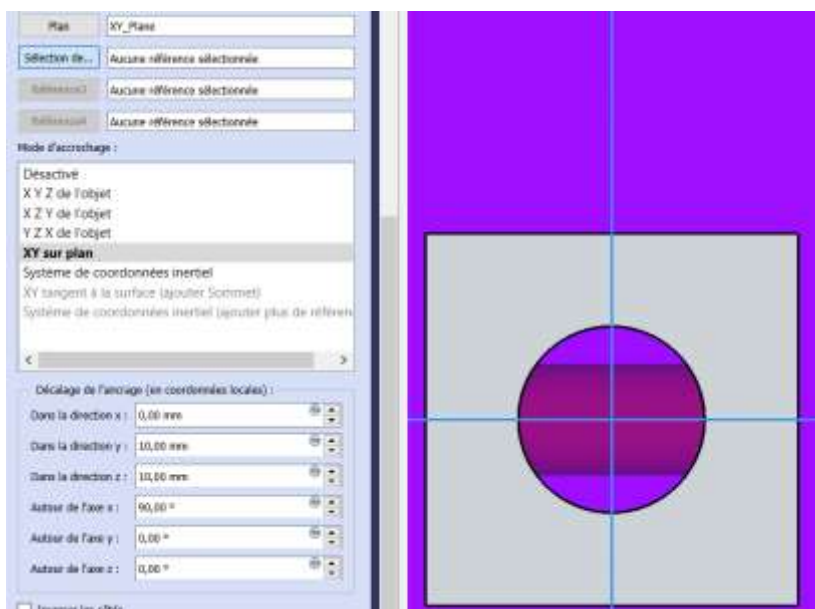 Plan XY_Plane
Sélection de... Aucune référence sélectionnée
Référence3 Aucune référence sélectionnée
Référence4 Aucune référence sélectionnée
Mode d'accrochage :
Désactivé
X Y Z de l'objet
X Z Y de l'objet
Y Z X de l'objet
XY sur plan
Système de coordonnées inertiel
XY tangent à la surface (ajouter Sommet)
Système de coordonnées inertiel (ajouter plus de référen
Décalage de l'ancrage (en coordonnées locales) :
Dans la direction x : 0,00 mm
Dans la direction y : 10,00 mm
Dans la direction z : 10,00 mm
Autour de l'axe x : 90,00 °
Autour de l'axe y : 0,00 °
Autour de l'axe z : 0,00 °